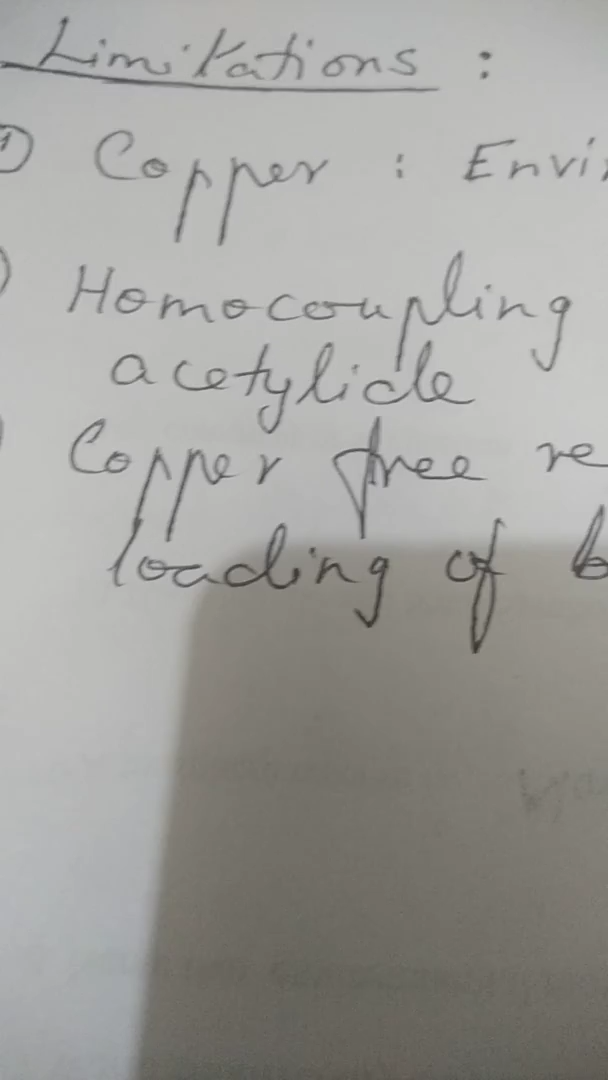 Limitations :
① Copper : Envi
Homocoupling
acetylide
Copper free re
loading of b